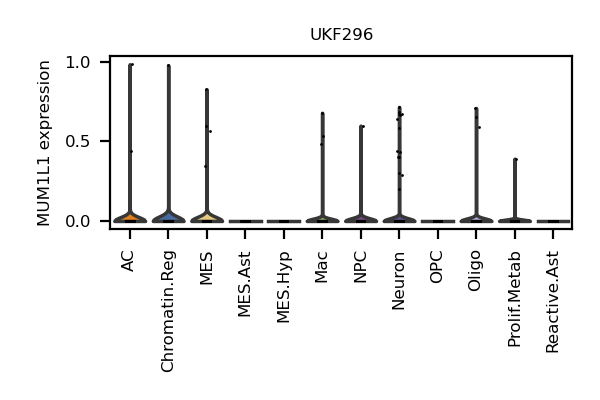 UKF296
MUM1L1 expression
1.0
0.5
0.0
AC
Chromatin.Reg
MES
MES.Ast
MES.Hyp
Mac
NPC
Neuron
OPC
Oligo
Prolif.Metab
Reactive.Ast